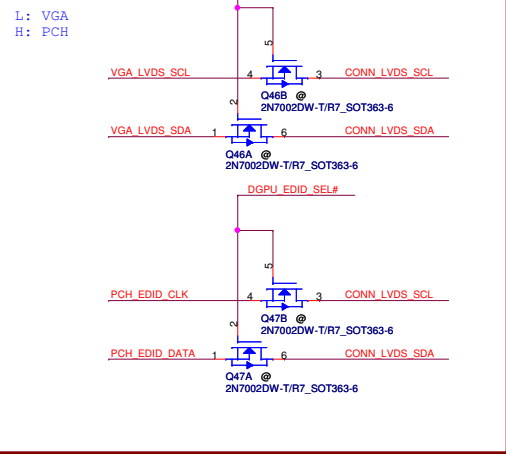 L: VGA
H: PCH
5
VGA_LVDS_SCL
4
3
CONN_LVDS_SCL
Q46B @
2N7002DW-T/R7_SOT363-6
2
VGA_LVDS_SDA
1
6
CONN_LVDS_SDA
Q46A @
2N7002DW-T/R7_SOT363-6
DGPU_EDID_SEL#
5
PCH_EDID_CLK
4
3
CONN_LVDS_SCL
Q47B @
2N7002DW-T/R7_SOT363-6
2
PCH_EDID_DATA
1
6
CONN_LVDS_SDA
Q47A @
2N7002DW-T/R7_SOT363-6